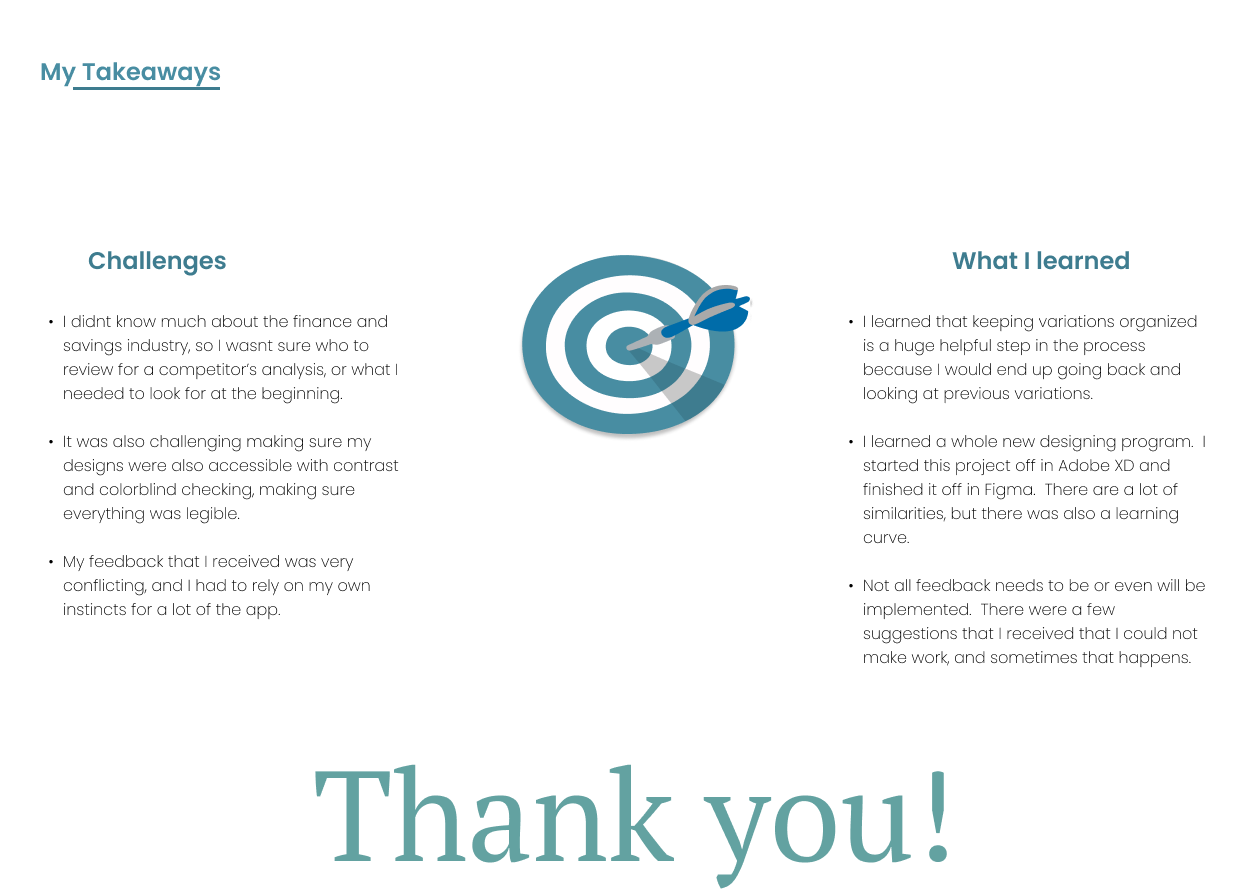 My Takeaways
Challenges
• I didnt know much about the finance and
savings industry, so I wasnt sure who to
review for a competitor’s analysis, or what I
needed to look for at the beginning.
• It was also challenging making sure my
designs were also accessible with contrast
and colorblind checking, making sure
everything was legible.
• My feedback that I received was very
conflicting, and I had to rely on my own
instincts for a lot of the app.
What I learned
• I learned that keeping variations organized
is a huge helpful step in the process
because I would end up going back and
looking at previous variations.
• I learned a whole new designing program.  I
started this project off in Adobe XD and
finished it off in Figma.  There are a lot of
similarities, but there was also a learning
curve.
• Not all feedback needs to be or even will be
implemented.  There were a few
suggestions that I received that I could not
make work, and sometimes that happens.
Thank you!